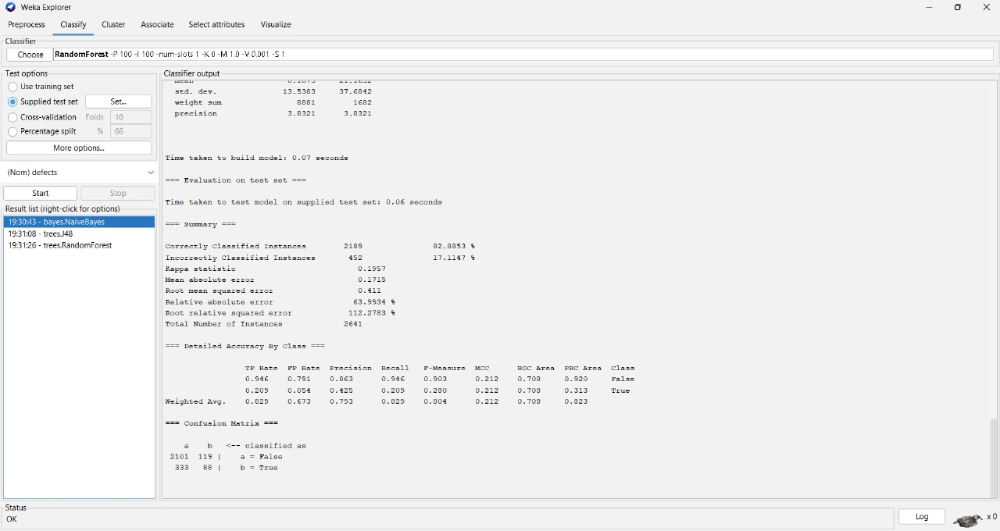 Weka Explorer
Preprocess Classify Cluster Associate Select attributes Visualize
Classifier
Choose RandomForest -P 100 -I 100 -num-slots 1 -K 0 -M 1.0 -V 0.001 -S 1
Test options
Use training set
Supplied test set Set...
Cross-validation Folds 10
Percentage split % 66
More options...
(Nom) defects
Start Stop
Result list (right-click for options)
19:30:43 - bayes.NaiveBayes
19:31:08 - trees.J48
19:31:26 - trees.RandomForest
Classifier output
std. dev. 13.5383 37.6842
weight sum 8881 1682
precision 3.8321 3.8321
Time taken to build model: 0.07 seconds
=== Evaluation on test set ===
Time taken to test model on supplied test set: 0.06 seconds
=== Summary ===
Correctly Classified Instances 2189 82.8853 %
Incorrectly Classified Instances 452 17.1147 %
Kappa statistic 0.1957
Mean absolute error 0.1715
Root mean squared error 0.411
Relative absolute error 63.9934 %
Root relative squared error 112.2783 %
Total Number of Instances 2641
=== Detailed Accuracy By Class ===
TP Rate FP Rate Precision Recall F-Measure MCC ROC Area PRC Area Class
0.946 0.791 0.863 0.946 0.903 0.212 0.708 0.920 False
0.209 0.054 0.425 0.209 0.280 0.212 0.708 0.313 True
Weighted Avg. 0.829 0.673 0.793 0.829 0.804 0.212 0.708 0.823
=== Confusion Matrix ===
a b <-- classified as
2101 119 | a = False
333 88 | b = True
Status
OK
Log
x 0